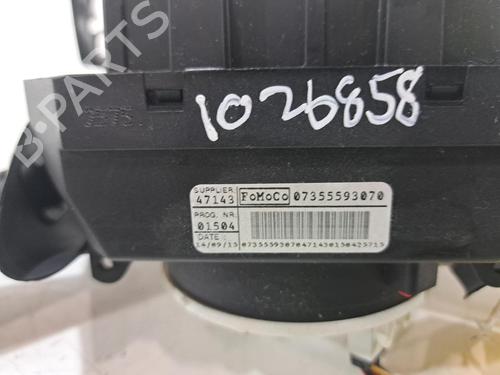 B-PARTS
1026858
SUPPLIER:
47143
FoMoCo 07355593070
PROG. NR.
01504
DATE:
14/09/15